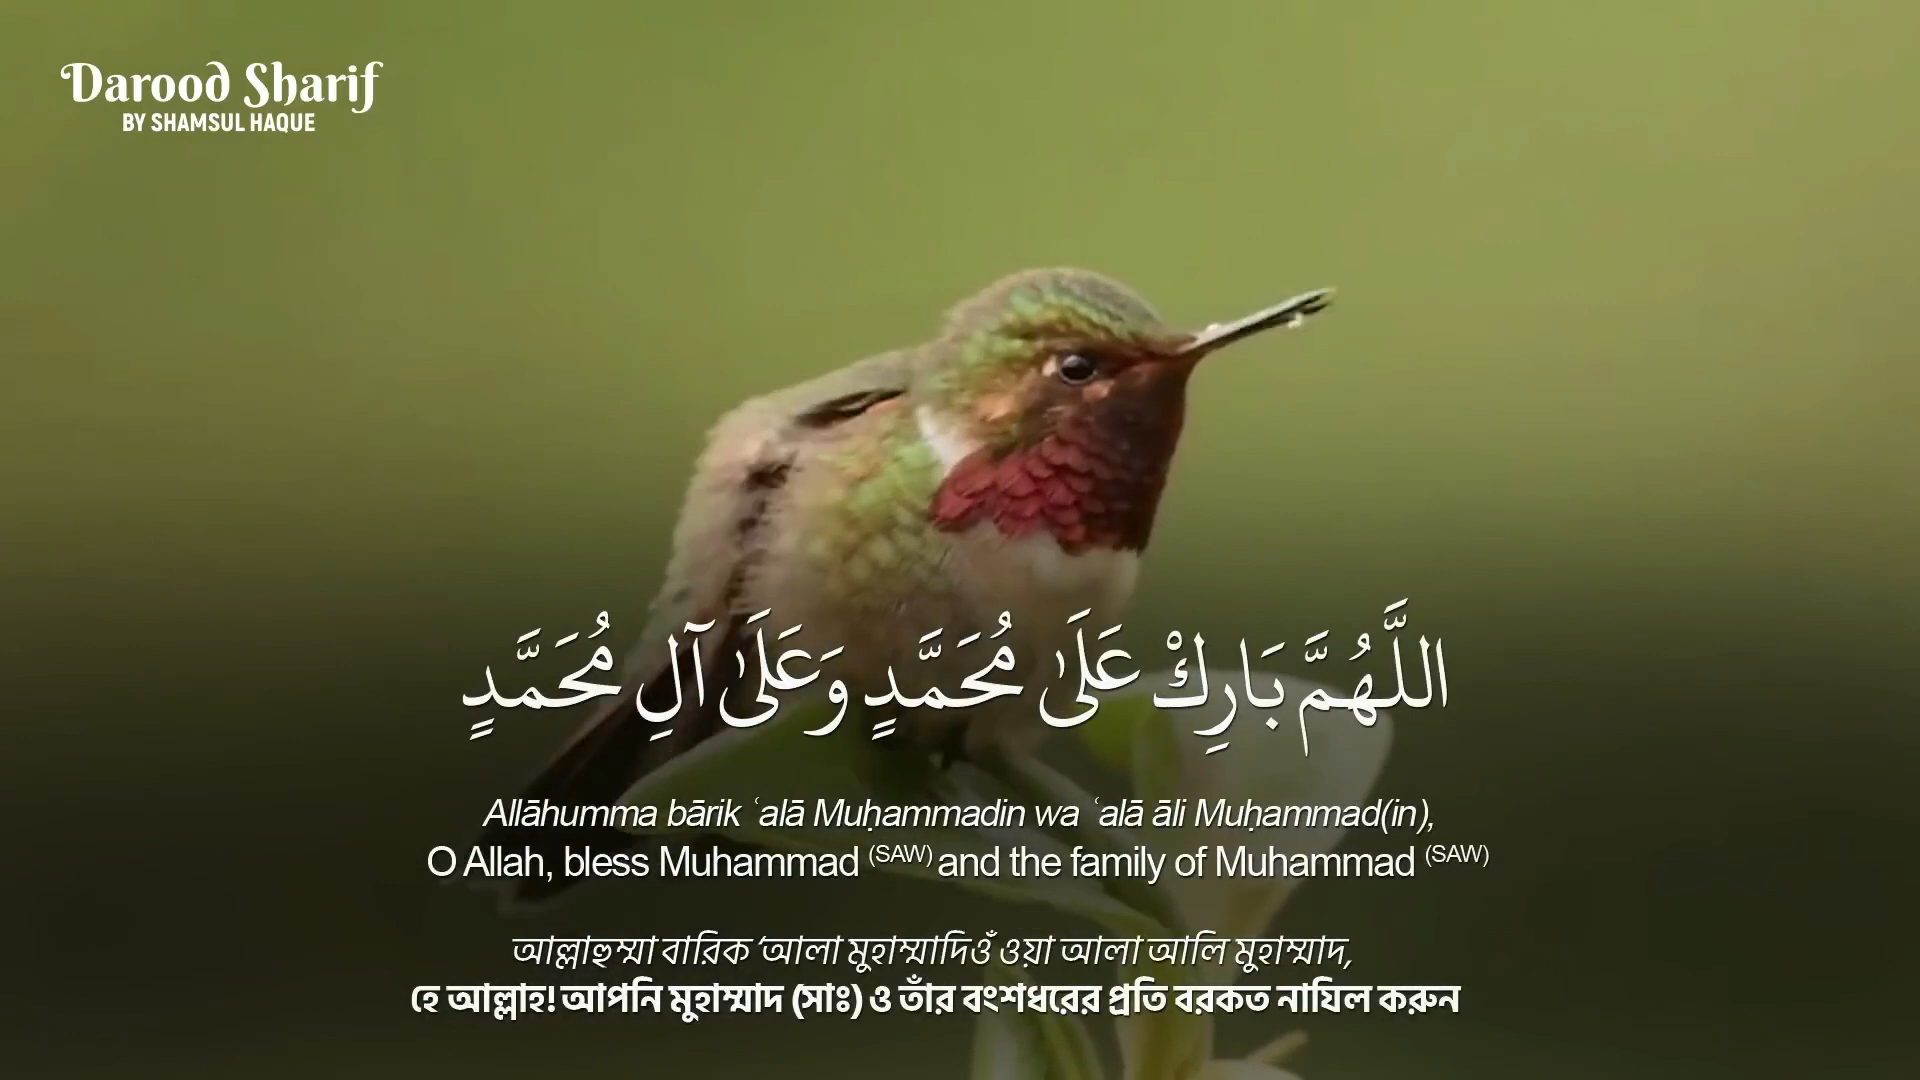 Darood Sharif
BY SHAMSUL HAQUE
اللَّهُمَّ بَارِكْ عَلَىٰ مُحَمَّدٍ وَعَلَىٰ آلِ مُحَمَّدٍ
Allāhumma bārik ʿalā Muḥammadin wa ʿalā āli Muḥammad(in),
O Allah, bless Muhammad (SAW) and the family of Muhammad (SAW)
আল্লাহুম্মা বারিক ‘আলা মুহাম্মাদিওঁ ওয়া আলা আলি মুহাম্মাদ,
হে আল্লাহ! আপনি মুহাম্মাদ (সাঃ) ও তাঁর বংশধরের প্রতি বরকত নাযিল করুন